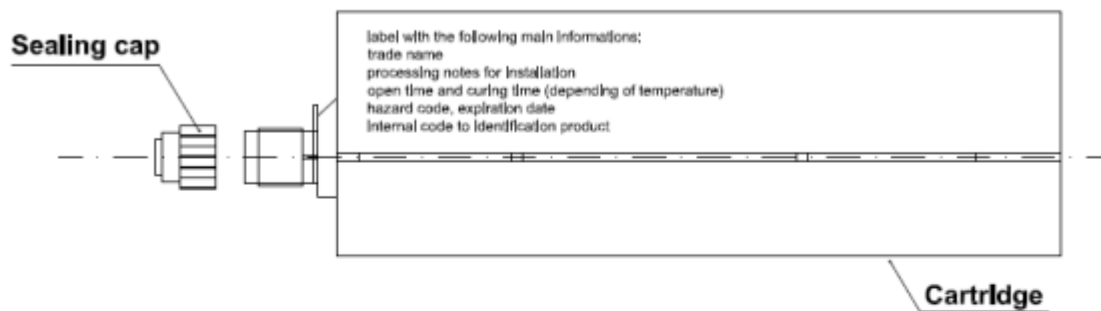 Sealing cap
label with the following main informations:
trade name
processing notes for installation
open time and curing time (depending of temperature)
hazard code, expiration date
internal code to identification product
Cartridge